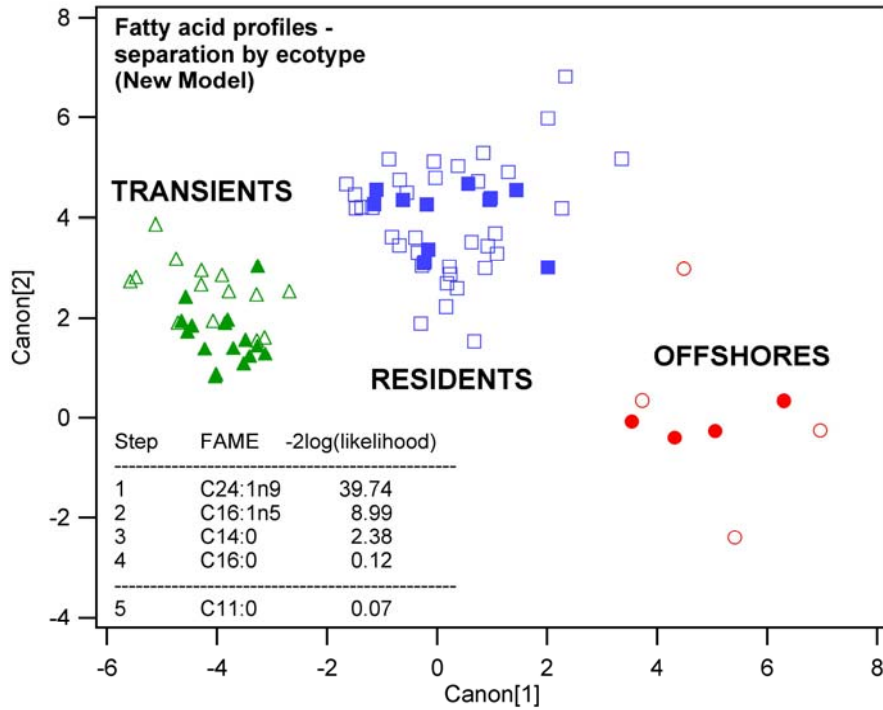 Fatty acid profiles -
separation by ecotype
(New Model)
TRANSIENTS
RESIDENTS
OFFSHORES
Step FAME -2log(likelihood)
1 C24:1n9 39.74
2 C16:1n5 8.99
3 C14:0 2.38
4 C16:0 0.12
5 C11:0 0.07
Canon[2]
8
6
4
2
0
-2
-4
-6 -4 -2 0 2 4 6 8
Canon[1]